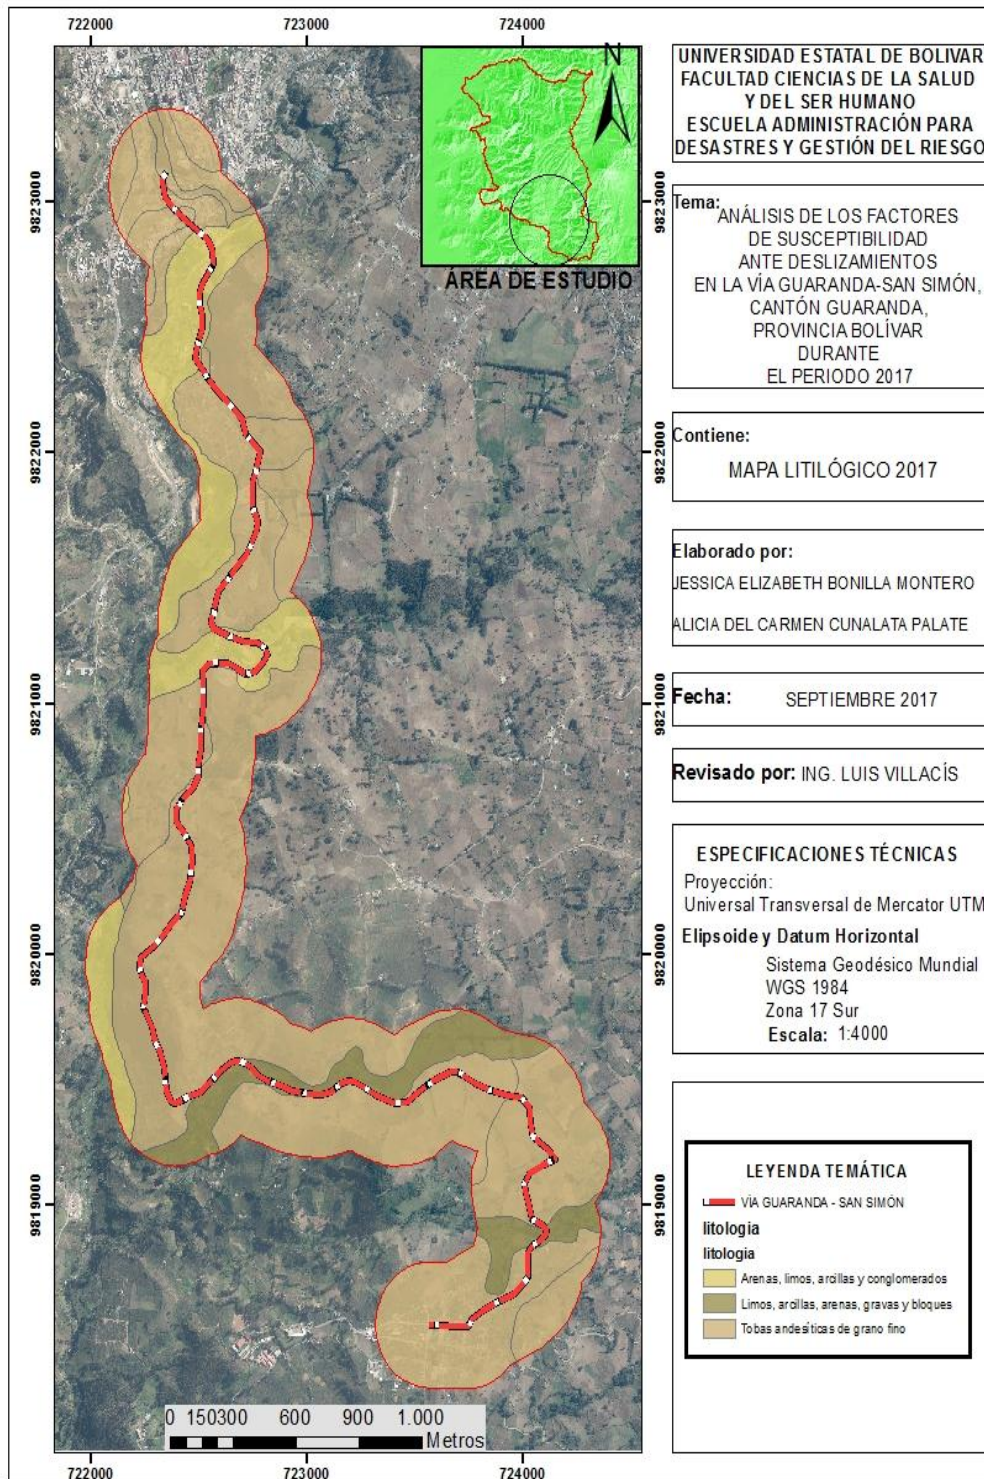 722000
723000
724000
9823000
9822000
9821000
9820000
9819000
N
ÁREA DE ESTUDIO
9823000
9822000
9821000
9820000
9819000
0 150300 600 900 1.000
Metros
722000
723000
724000
UNIVERSIDAD ESTATAL DE BOLIVAR
FACULTAD CIENCIAS DE LA SALUD
Y DEL SER HUMANO
ESCUELA ADMINISTRACIÓN PARA
DESASTRES Y GESTIÓN DEL RIESGO
Tema:
ANÁLISIS DE LOS FACTORES
DE SUSCEPTIBILIDAD
ANTE DESLIZAMIENTOS
EN LA VÍA GUARANDA-SAN SIMÓN,
CANTÓN GUARANDA,
PROVINCIA BOLÍVAR
DURANTE
EL PERIODO 2017
Contiene:
MAPA LITILÓGICO 2017
Elaborado por:
JESSICA ELIZABETH BONILLA MONTERO
ALICIA DEL CARMEN CUNALATA PALATE
Fecha: SEPTIEMBRE 2017
Revisado por: ING. LUIS VILLACÍS
ESPECIFICACIONES TÉCNICAS
Proyección:
Universal Transversal de Mercator UTM
Elipsoide y Datum Horizontal
Sistema Geodésico Mundial
WGS 1984
Zona 17 Sur
Escala: 1:4000
LEYENDA TEMÁTICA
VÍA GUARANDA - SAN SIMÓN
litologia
litologia
Arenas, limos, arcillas y conglomerados
Limos, arcillas, arenas, gravas y bloques
Tobas andesíticas de grano fino